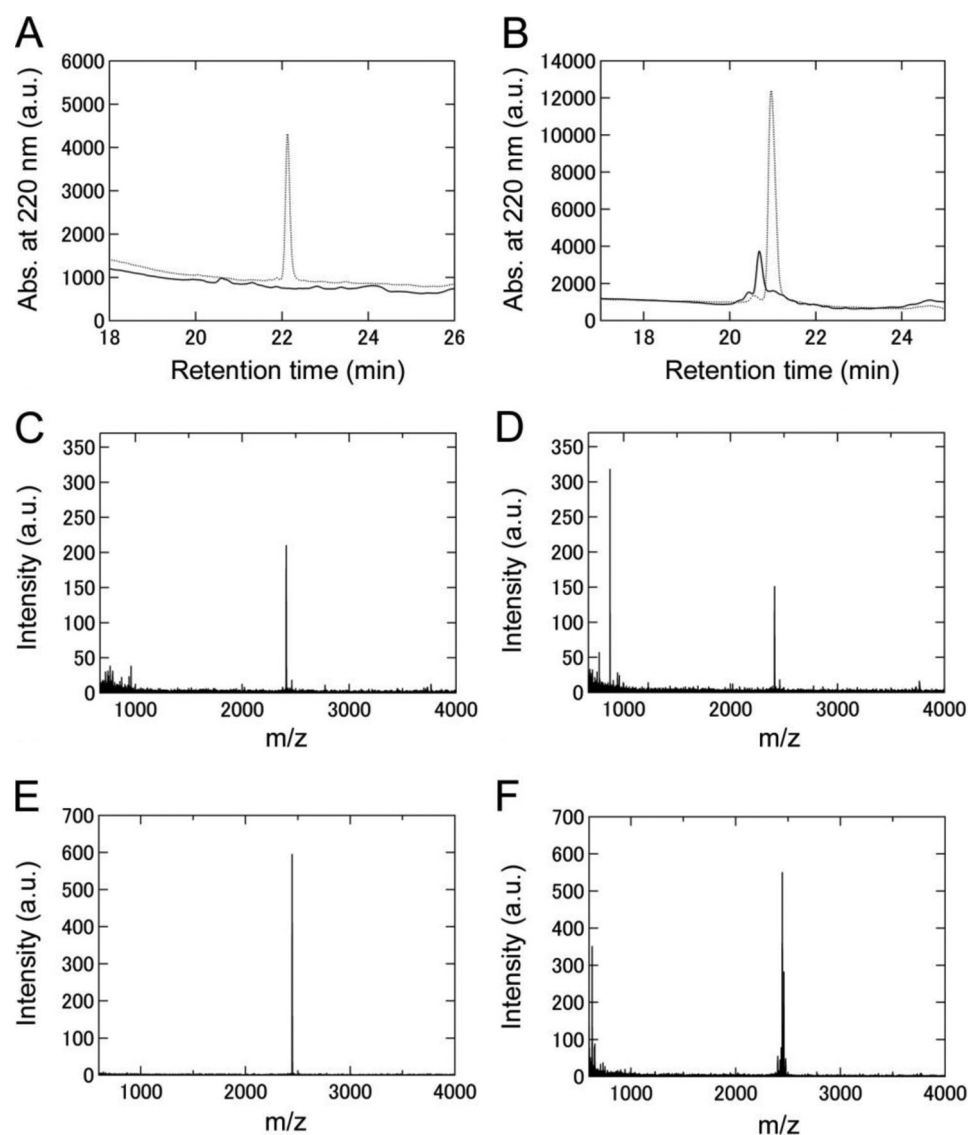 A
Abs. at 220 nm (a.u.)
6000
5000
4000
3000
2000
1000
0
18 20 22 24 26
Retention time (min)
B
Abs. at 220 nm (a.u.)
14000
12000
10000
8000
6000
4000
2000
0
18 20 22 24
Retention time (min)
C
Intensity (a.u.)
350
300
250
200
150
100
50
0
1000 2000 3000 4000
m/z
D
Intensity (a.u.)
350
300
250
200
150
100
50
0
1000 2000 3000 4000
m/z
E
Intensity (a.u.)
700
600
500
400
300
200
100
0
1000 2000 3000 4000
m/z
F
Intensity (a.u.)
700
600
500
400
300
200
100
0
1000 2000 3000 4000
m/z